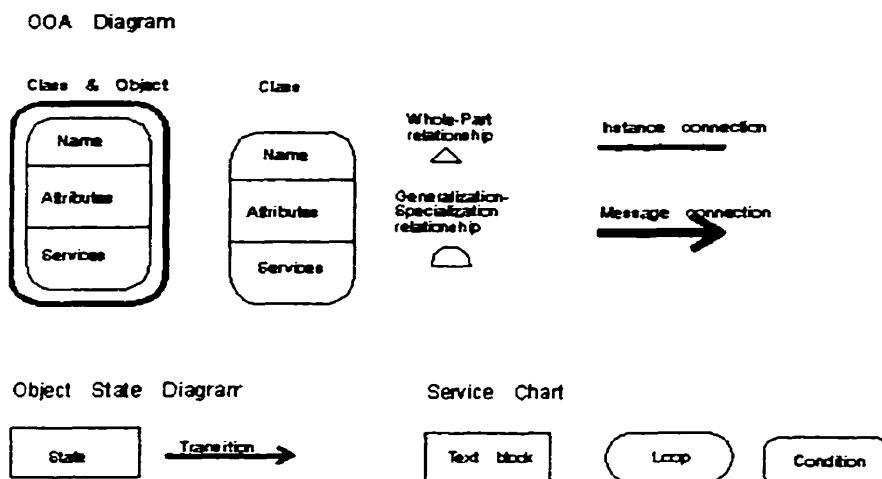 OOA Diagram
Class & Object
Class
Name
Attributes
Services
Name
Attributes
Services
Whole-Part
relationship
Generalization-
Specialization
relationship
Instance connection
Message connection
Object State Diagram
State
Transition
Service Chart
Text block
Loop
Condition